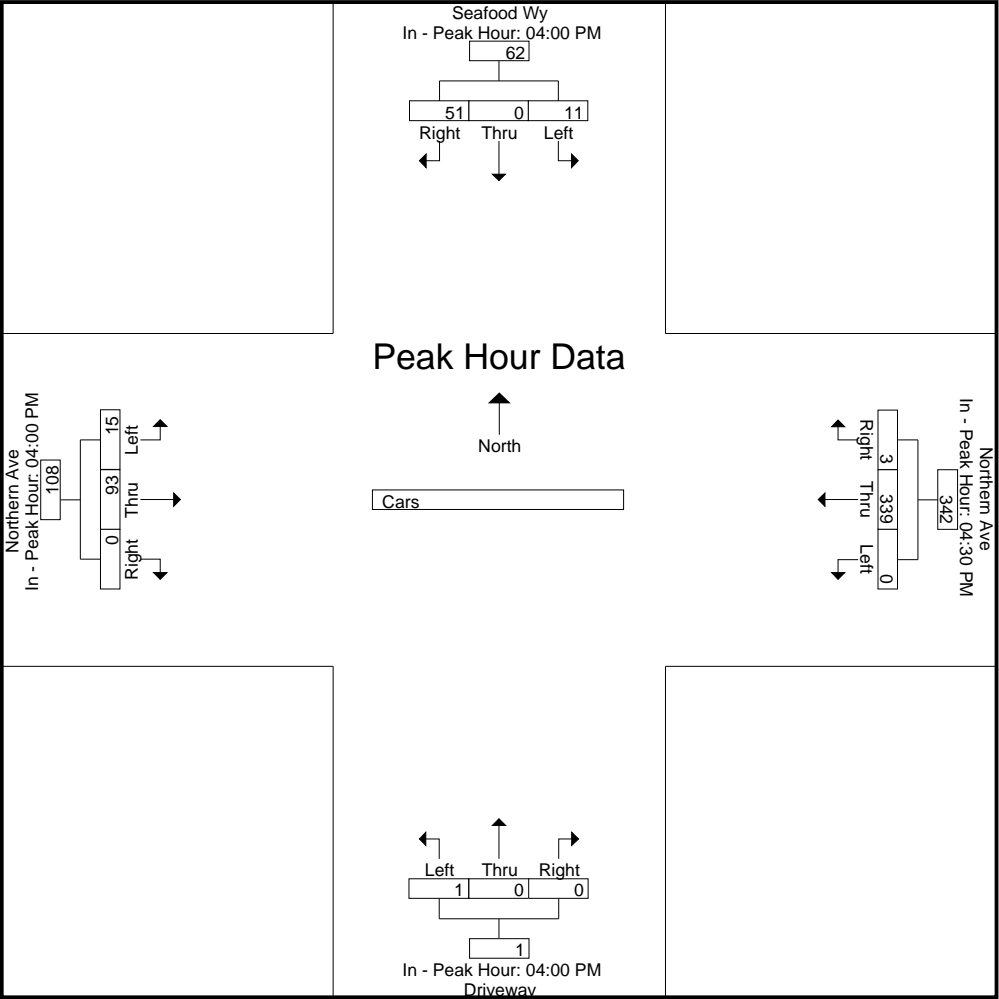 Seafood Wy
In - Peak Hour: 04:00 PM
62
51 0 11
Right Thru Left
Peak Hour Data
North
Cars
Northern Ave
In - Peak Hour: 04:00 PM
108
15 93 0
Left Thru Right
Northern Ave
In - Peak Hour: 04:30 PM
342
3 339 0
Right Thru Left
Left Thru Right
1 0 0
1
In - Peak Hour: 04:00 PM
Driveway